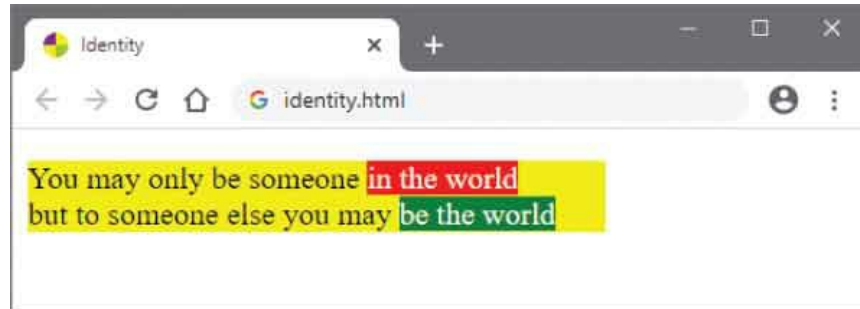 Identity
identity.html
You may only be someone in the world
but to someone else you may be the world